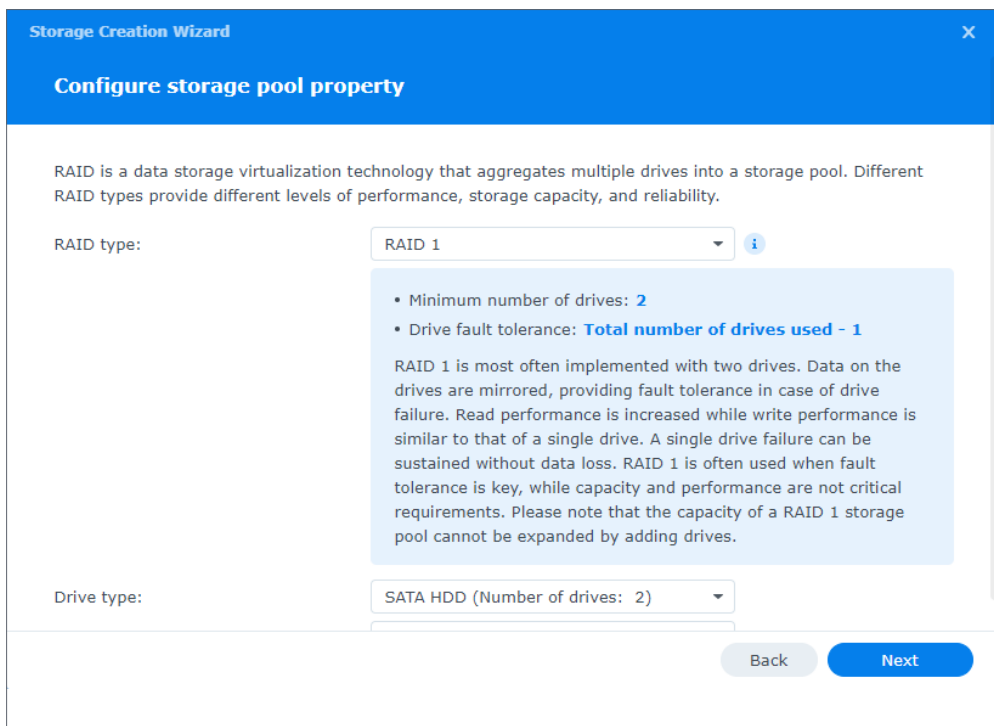 Storage Creation Wizard
Configure storage pool property
RAID is a data storage virtualization technology that aggregates multiple drives into a storage pool. Different
RAID types provide different levels of performance, storage capacity, and reliability.
RAID type:
RAID 1
• Minimum number of drives: 2
• Drive fault tolerance: Total number of drives used - 1
RAID 1 is most often implemented with two drives. Data on the
drives are mirrored, providing fault tolerance in case of drive
failure. Read performance is increased while write performance is
similar to that of a single drive. A single drive failure can be
sustained without data loss. RAID 1 is often used when fault
tolerance is key, while capacity and performance are not critical
requirements. Please note that the capacity of a RAID 1 storage
pool cannot be expanded by adding drives.
Drive type:
SATA HDD (Number of drives: 2)
Back
Next